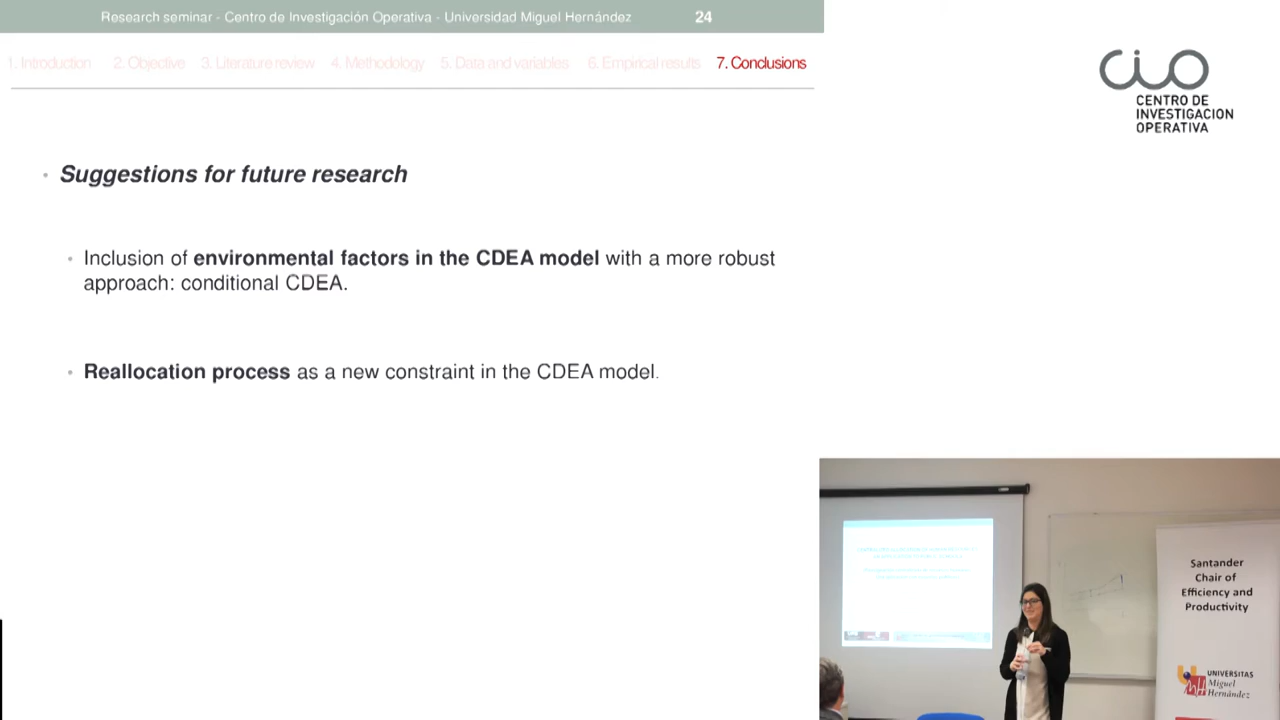 Research seminar - Centro de Investigación Operativa - Universidad Miguel Hernández 24
1. Introduction 2. Objective 3. Literature review 4. Methodology 5. Data and variables 6. Empirical results 7. Conclusions
CIO
CENTRO DE
INVESTIGACION
OPERATIVA
• Suggestions for future research
• Inclusion of environmental factors in the CDEA model with a more robust
approach: conditional CDEA.
• Reallocation process as a new constraint in the CDEA model.
Santander
Chair of
Efficiency and
Productivity
UNIVERSITAS
Miguel
Hernández